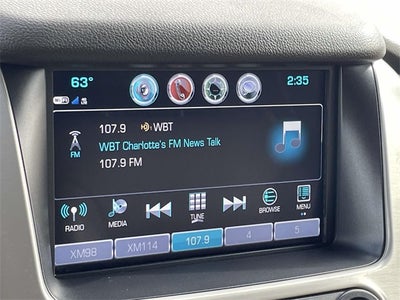 63° 2:35
107.9 HD) WBT
WBT Charlotte's FM News Talk
107.9 FM
FM
RADIO MEDIA TUNE BROWSE MENU
XM98 XM114 107.9 4 5